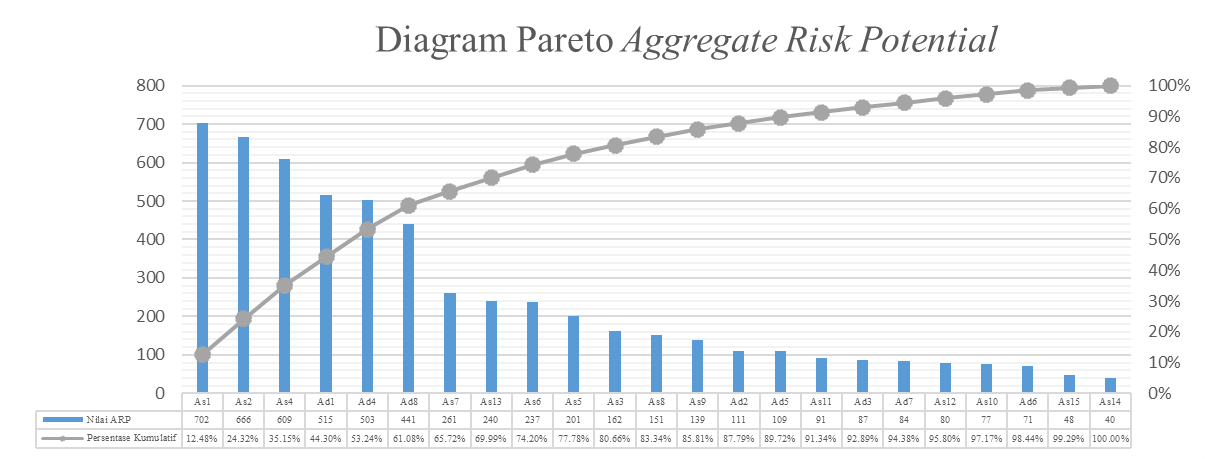 Diagram Pareto Aggregate Risk Potential
800 100%
700 90%
600 80%
500 70%
400 60%
300 50%
200 40%
100 30%
0 20%
10%
0%
As1 As2 As4 Ad1 Ad4 Ad8 As7 As13 As6 As5 As3 As8 As9 Ad2 Ad5 As11 Ad3 Ad7 As12 As10 Ad6 As15 As14
Nilai ARP 702 666 609 515 503 441 261 240 237 201 162 151 139 111 109 91 87 84 80 77 71 48 40
Persentase Kumulatif 12.48% 24.32% 35.15% 44.30% 53.24% 61.08% 65.72% 69.99% 74.20% 77.78% 80.66% 83.34% 85.81% 87.79% 89.72% 91.34% 92.89% 94.38% 95.80% 97.17% 98.44% 99.29% 100.00%